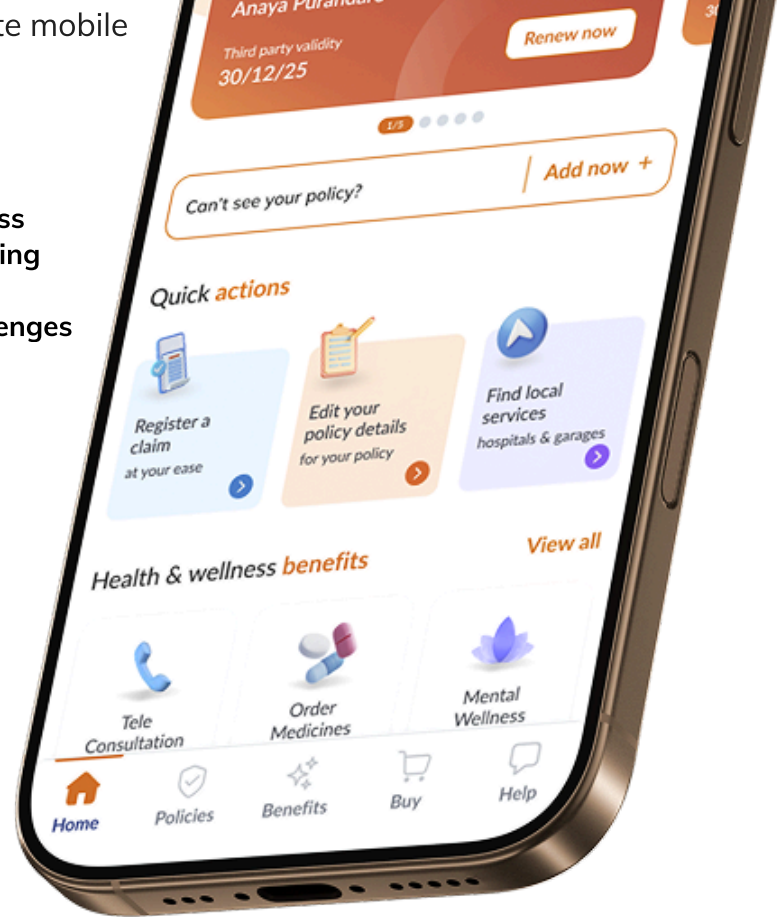 te mobile
ss
ing
enges
Anaya
Third party validity
30/12/25
Renew now
30
1/5
Can't see your policy?
Add now +
Quick actions
Register a
claim
at your ease
Edit your
policy details
for your policy
Find local
services
hospitals & garages
Health & wellness benefits
View all
Tele
Consultation
Order
Medicines
Mental
Wellness
Home
Policies
Benefits
Buy
Help